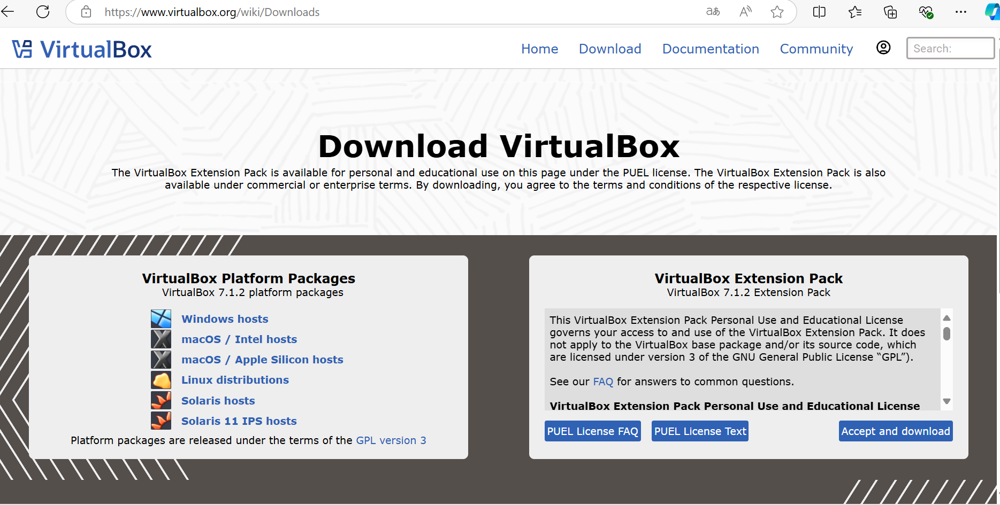 https://www.virtualbox.org/wiki/Downloads
aあ
A
VirtualBox
Home
Download
Documentation
Community
Search:
Download VirtualBox
The VirtualBox Extension Pack is available for personal and educational use on this page under the PUEL license. The VirtualBox Extension Pack is also
available under commercial or enterprise terms. By downloading, you agree to the terms and conditions of the respective license.
VirtualBox Platform Packages
VirtualBox 7.1.2 platform packages
Windows hosts
macOS / Intel hosts
macOS / Apple Silicon hosts
Linux distributions
Solaris hosts
Solaris 11 IPS hosts
Platform packages are released under the terms of the GPL version 3
VirtualBox Extension Pack
VirtualBox 7.1.2 Extension Pack
This VirtualBox Extension Pack Personal Use and Educational License
governs your access to and use of the VirtualBox Extension Pack. It does
not apply to the VirtualBox base package and/or its source code, which
are licensed under version 3 of the GNU General Public License “GPL”).
See our FAQ for answers to common questions.
VirtualBox Extension Pack Personal Use and Educational License
PUEL License FAQ
PUEL License Text
Accept and download